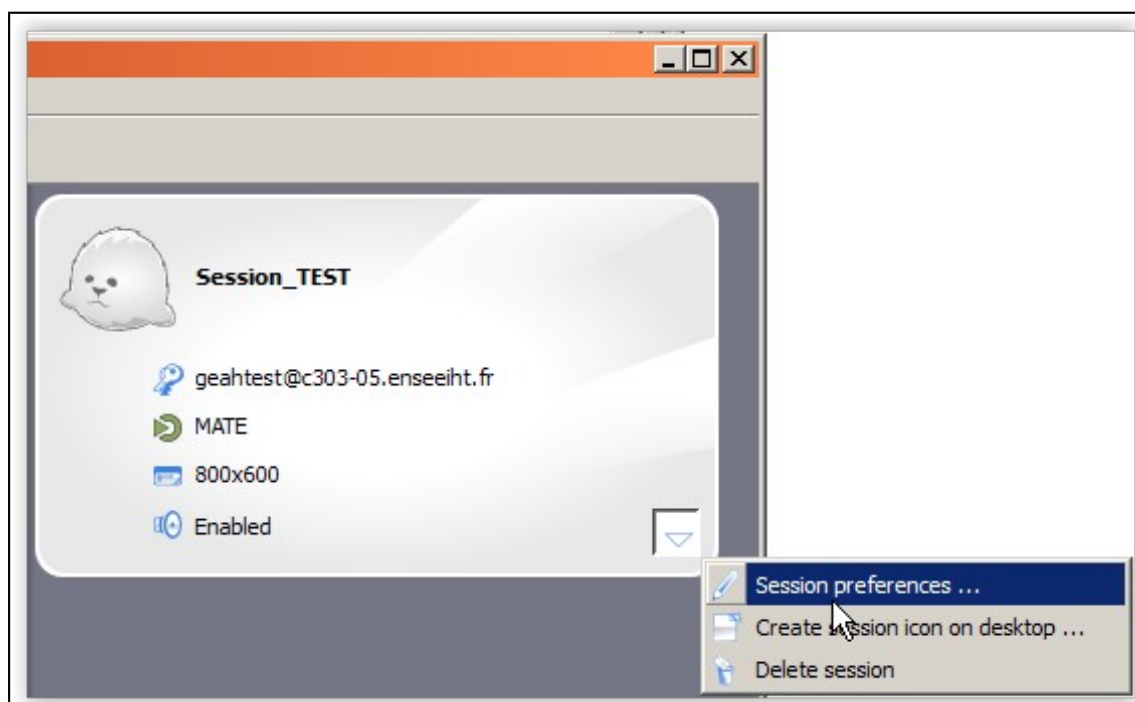 Session_TEST
geahtest@c303-05.enseeiht.fr
MATE
800x600
Enabled
Session preferences ...
Create session icon on desktop ...
Delete session